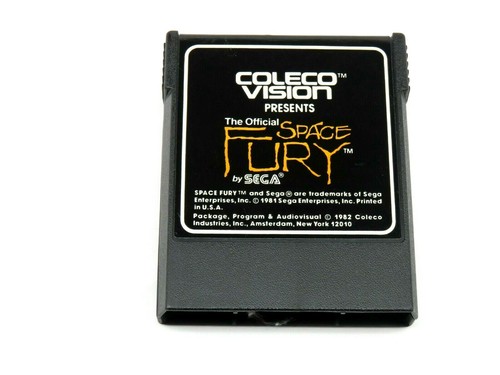 COLECO™
VISION
PRESENTS
The Official SPACE
FURY™
by SEGA®
SPACE FURY™ and Sega® are trademarks of Sega
Enterprises, Inc. © 1981 Sega Enterprises, Inc. Printed
in U.S.A.
Package, Program & Audiovisual © 1982 Coleco
Industries, Inc., Amsterdam, New York 12010